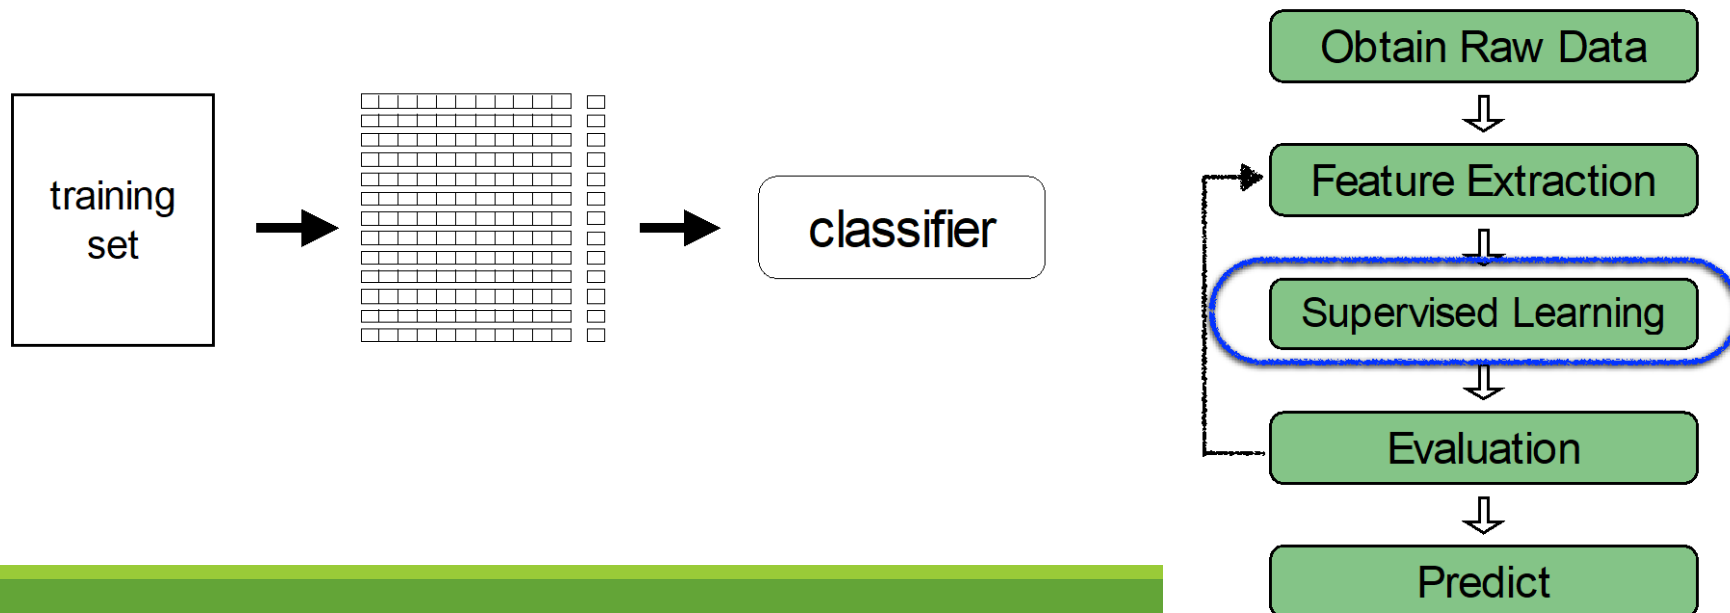 training
set
classifier
Obtain Raw Data
Feature Extraction
Supervised Learning
Evaluation
Predict